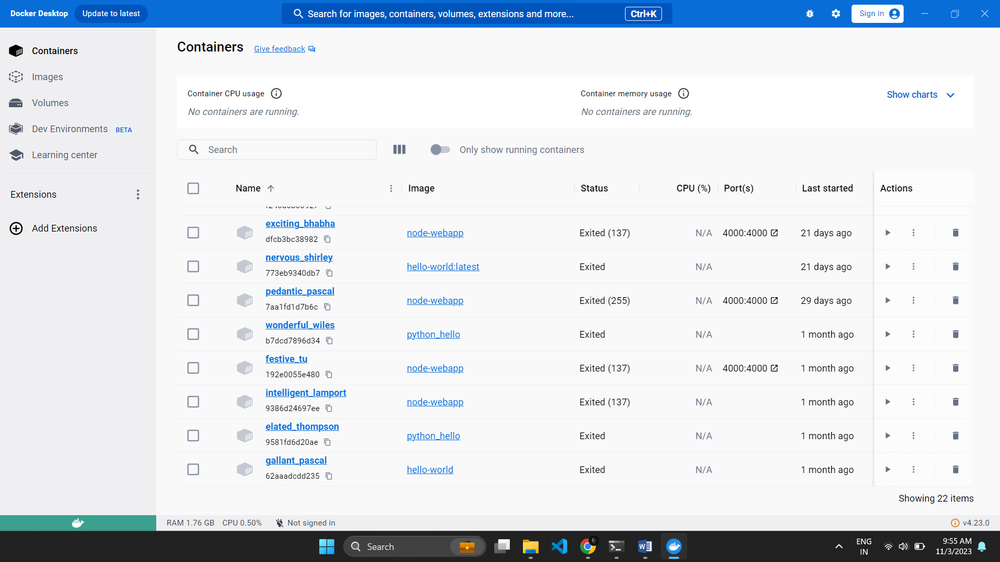 Docker Desktop Update to latest Search for images, containers, volumes, extensions and more... Ctrl+K Sign in
Containers
Images
Volumes
Dev Environments BETA
Learning center
Extensions
Add Extensions
Containers Give feedback
Container CPU usage Container memory usage Show charts
No containers are running. No containers are running.
Search Only show running containers
Name Image Status CPU (%) Port(s) Last started Actions
exciting_bhabha
dfcb3bc38982 node-webapp Exited (137) N/A 4000:4000 21 days ago
nervous_shirley
773eb9340db7 hello-world:latest Exited N/A 21 days ago
pedantic_pascal
7aa1fd1d7b6c node-webapp Exited (255) N/A 4000:4000 29 days ago
wonderful_wiles
b7dcd7896d34 python_hello Exited N/A 1 month ago
festive_tu
192e0055e480 node-webapp Exited (137) N/A 4000:4000 1 month ago
intelligent_lamport
9386d24697ee node-webapp Exited (137) N/A 1 month ago
elated_thompson
9581fd6d20ae python_hello Exited N/A 1 month ago
gallant_pascal
62aaadcdd235 hello-world Exited N/A 1 month ago
Showing 22 items
RAM 1.76 GB CPU 0.50% Not signed in v4.23.0
Search
ENG
IN
9:55 AM
11/3/2023